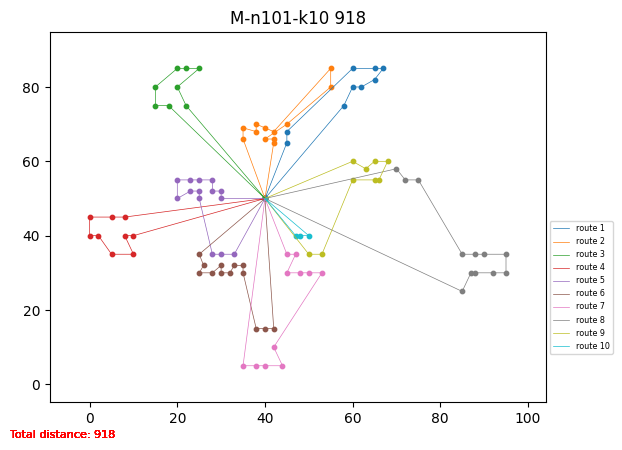 M-n101-k10 918
80
60
40
20
0
0 20 40 60 80 100
route 1
route 2
route 3
route 4
route 5
route 6
route 7
route 8
route 9
route 10
Total distance: 918